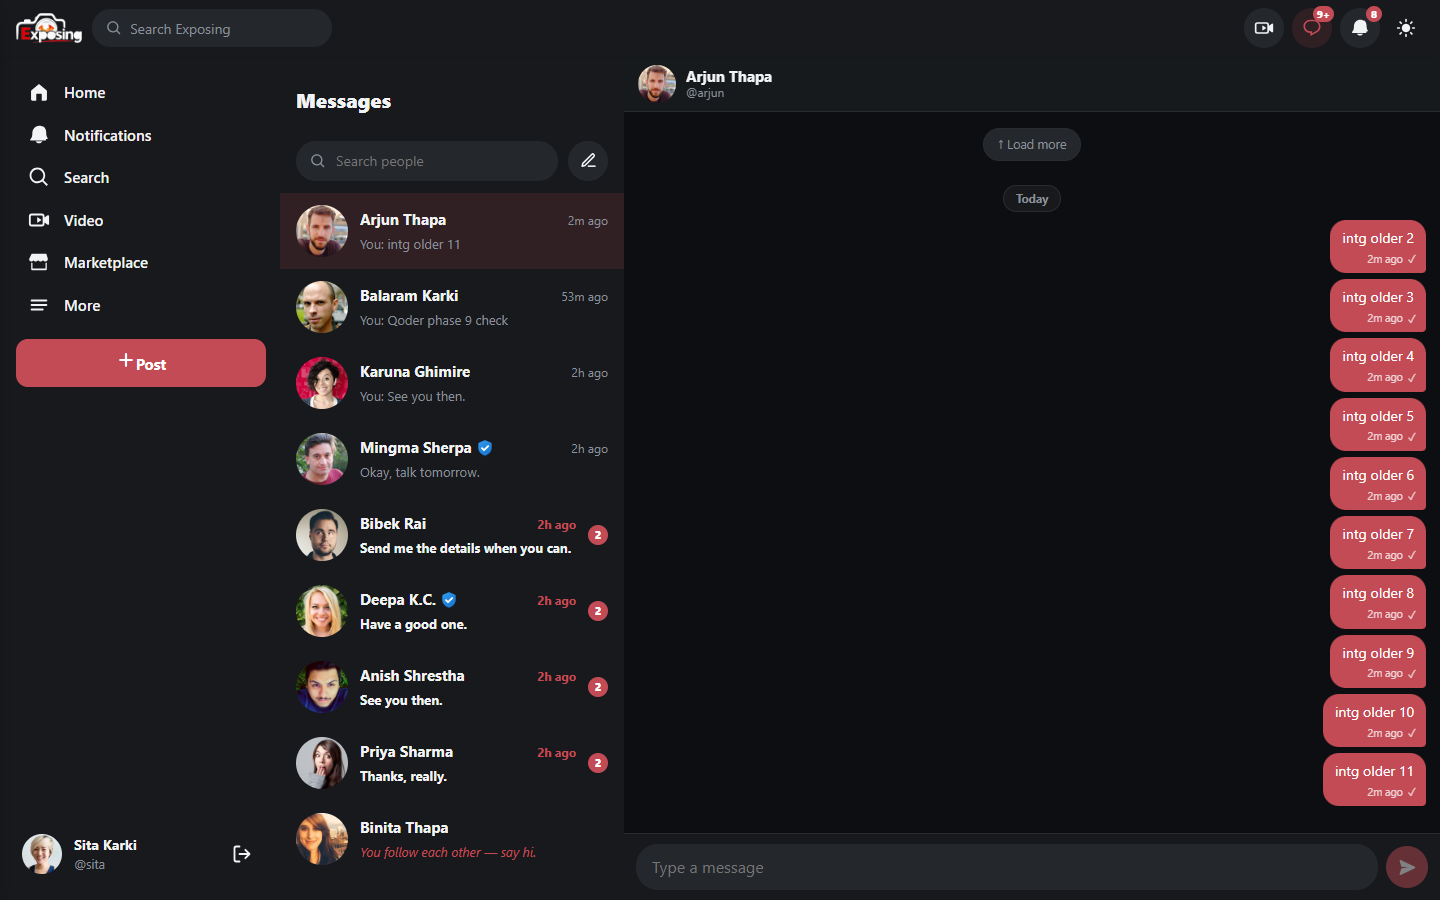 Exposing
Search Exposing
9+
8
Home
Notifications
Search
Video
Marketplace
More
+ Post
Sita Karki
@sita
Messages
Search people
Arjun Thapa
2m ago
You: intg older 11
Balaram Karki
53m ago
You: Qoder phase 9 check
Karuna Ghimire
2h ago
You: See you then.
Mingma Sherpa
2h ago
Okay, talk tomorrow.
Bibek Rai
2h ago
Send me the details when you can.
2
Deepa K.C.
2h ago
Have a good one.
2
Anish Shrestha
2h ago
See you then.
2
Priya Sharma
2h ago
Thanks, really.
2
Binita Thapa
You follow each other — say hi.
Arjun Thapa
@arjun
↑ Load more
Today
intg older 2
2m ago ✓
intg older 3
2m ago ✓
intg older 4
2m ago ✓
intg older 5
2m ago ✓
intg older 6
2m ago ✓
intg older 7
2m ago ✓
intg older 8
2m ago ✓
intg older 9
2m ago ✓
intg older 10
2m ago ✓
intg older 11
2m ago ✓
Type a message